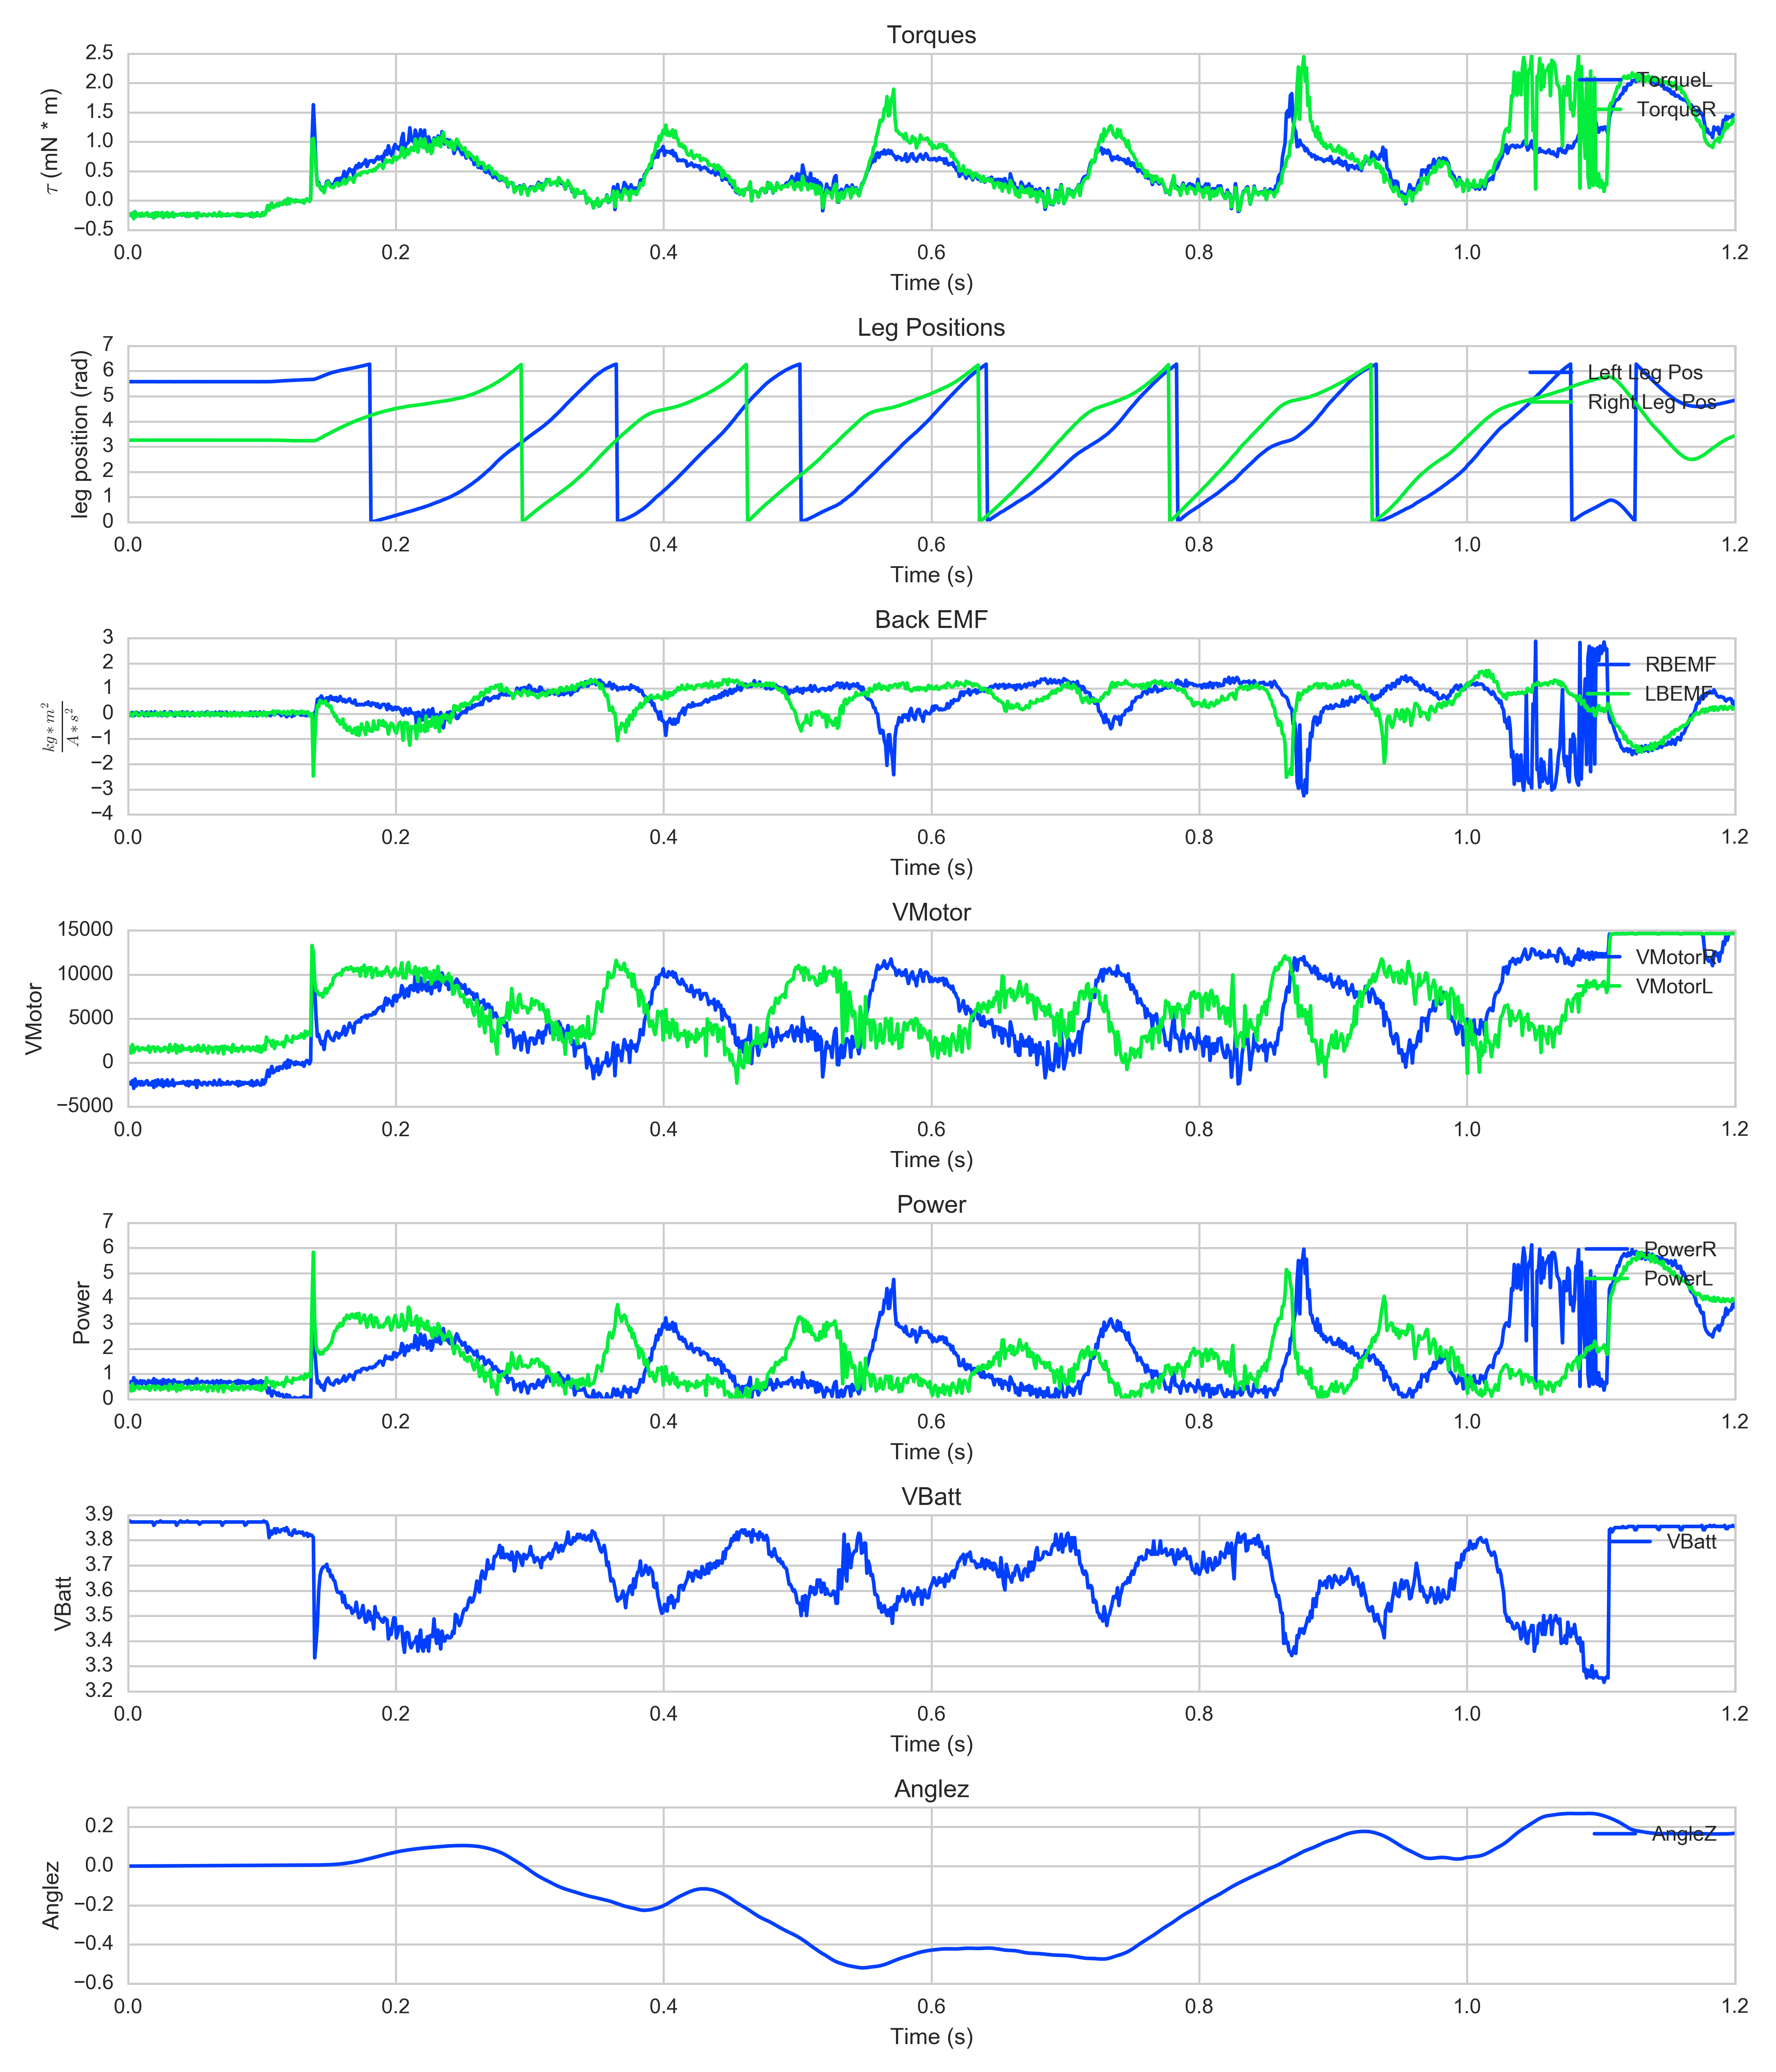 Torques
2.5
2.0
1.5
1.0
0.5
0.0
−0.5
τ (mN * m)
TorqueL
TorqueR
0.0 0.2 0.4 0.6 0.8 1.0 1.2
Time (s)
Leg Positions
7
6
5
4
3
2
1
0
leg position (rad)
Left Leg Pos
Right Leg Pos
0.0 0.2 0.4 0.6 0.8 1.0 1.2
Time (s)
Back EMF
3
2
1
0
−1
−2
−3
−4
kg * m²
A * s²
RBEMF
LBEMF
0.0 0.2 0.4 0.6 0.8 1.0 1.2
Time (s)
VMotor
15000
10000
5000
0
−5000
VMotor
VMotorR
VMotorL
0.0 0.2 0.4 0.6 0.8 1.0 1.2
Time (s)
Power
7
6
5
4
3
2
1
0
Power
PowerR
PowerL
0.0 0.2 0.4 0.6 0.8 1.0 1.2
Time (s)
VBatt
3.9
3.8
3.7
3.6
3.5
3.4
3.3
3.2
VBatt
VBatt
0.0 0.2 0.4 0.6 0.8 1.0 1.2
Time (s)
Anglez
0.2
0.0
−0.2
−0.4
−0.6
Anglez
AngleZ
0.0 0.2 0.4 0.6 0.8 1.0 1.2
Time (s)